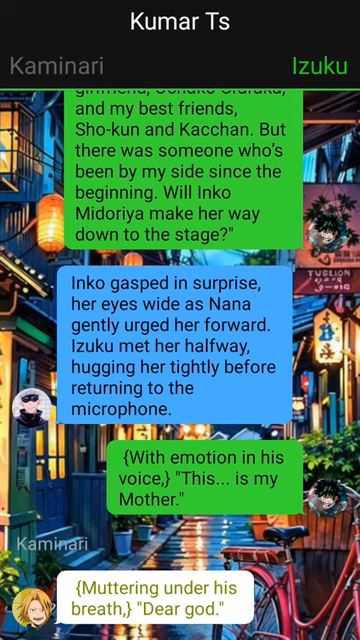 Kumar Ts
Kaminari
Izuku
girlfriend, Ochako Uraraka,
and my best friends,
Sho-kun and Kacchan. But
there was someone who's
been by my side since the
beginning. Will Inko
Midoriya make her way
down to the stage?"
Inko gasped in surprise,
her eyes wide as Nana
gently urged her forward.
Izuku met her halfway,
hugging her tightly before
returning to the
microphone.
{With emotion in his
voice,} "This... is my
Mother."
Kaminari
{Muttering under his
breath,} "Dear god."